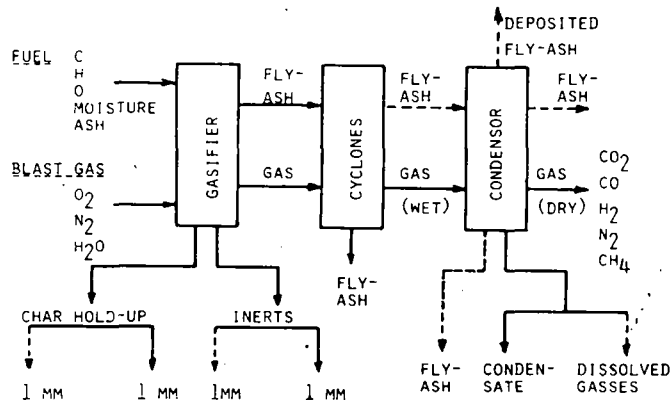 DEPOSITED
FLY-ASH
FUEL
C
H
O
MOISTURE
ASH
FLY-
ASH
FLY-
ASH
FLY-
ASH
BLAST GAS
O2
N2
H2O
GASIFIER
CYCLONES
CONDENSOR
GAS
GAS
(WET)
GAS
(DRY)
CO2
CO
H2
N2
CH4
FLY-
ASH
CHAR HOLD-UP
INERTS
1 MM
1 MM
1MM
1 MM
FLY-
ASH
CONDEN-
SATE
DISSOLVED
GASSES